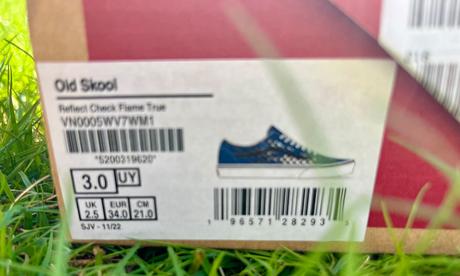 Old Skool
Reflect Check Flame True
VN0005WV7WM1
*5200319620*
3.0 UY
UK EUR CM
2.5 34.0 21.0
SJV - 11/22
1 96571 28293 5